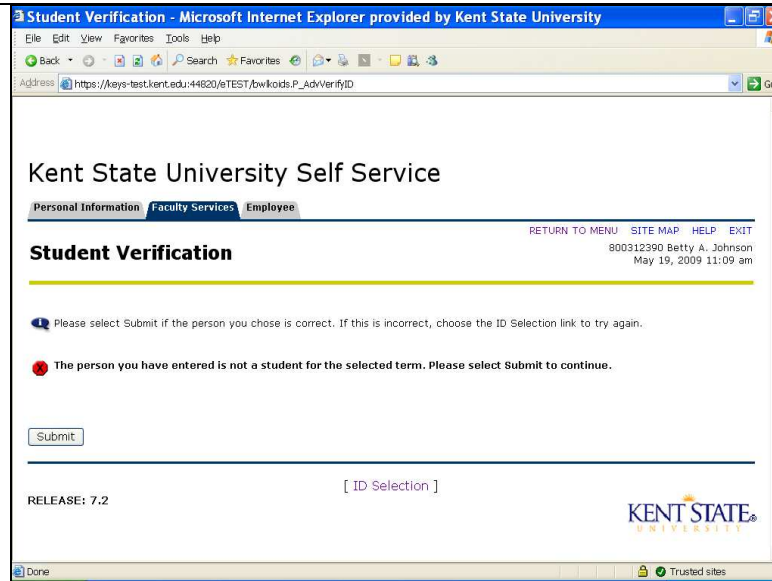 Student Verification - Microsoft Internet Explorer provided by Kent State University
File Edit View Favorites Tools Help
Back Search Favorites
Address https://keys-test.kent.edu:44820/eTEST/bwlkoids.P_AdvVerifyID
Kent State University Self Service
Personal Information Faculty Services Employee
RETURN TO MENU SITE MAP HELP EXIT
Student Verification
800312390 Betty A. Johnson
May 19, 2009 11:09 am
Please select Submit if the person you chose is correct. If this is incorrect, choose the ID Selection link to try again.
The person you have entered is not a student for the selected term. Please select Submit to continue.
Submit
[ ID Selection ]
RELEASE: 7.2
KENT STATE
UNIVERSITY
Done Trusted sites